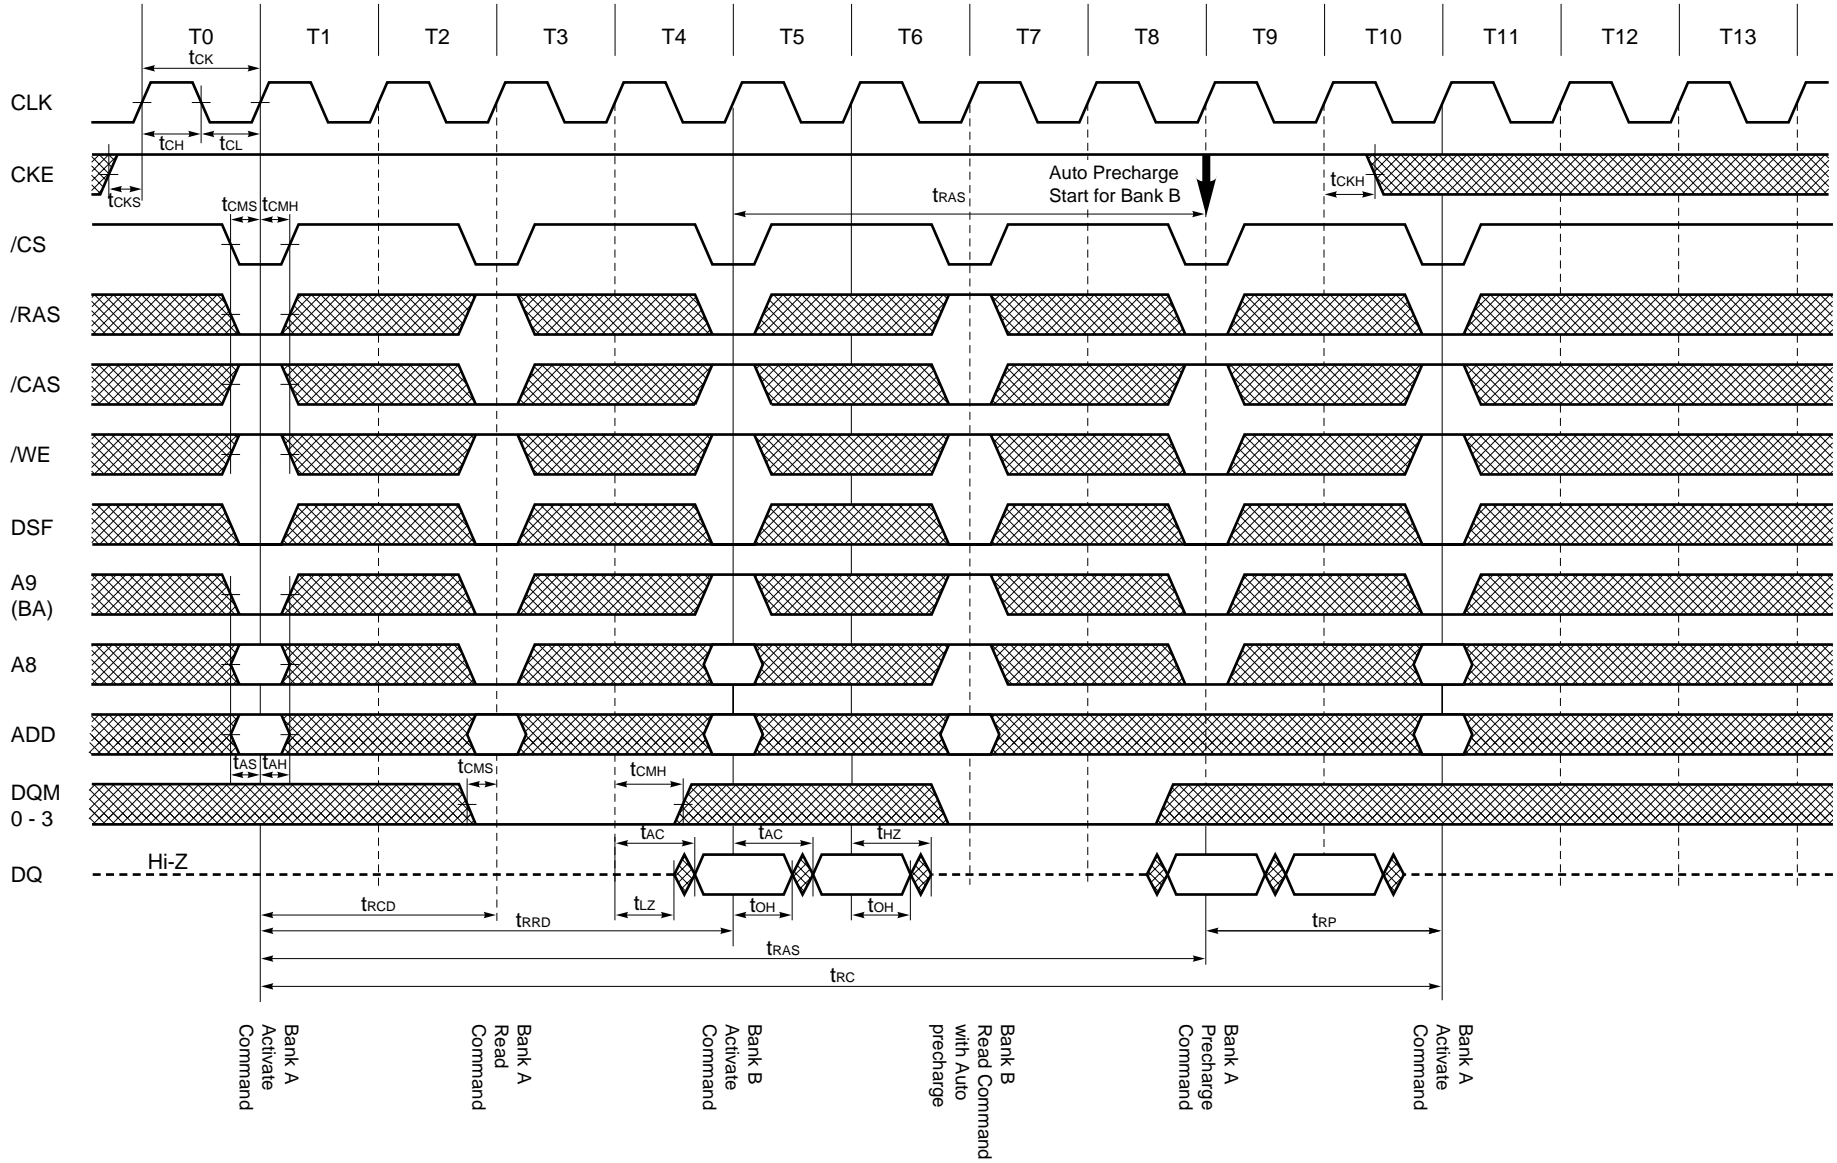 T0 T1 T2 T3 T4 T5 T6 T7 T8 T9 T10 T11 T12 T13
tCK
CLK
tCH tCL
CKE
Auto Precharge
Start for Bank B
tCKS
tRAS
tCKH
tCMS tCMH
/CS
/RAS
/CAS
/WE
DSF
A9
(BA)
A8
ADD
tAS tAH
tCMS
tCMH
DQM
0 - 3
tAC tAC tHZ
Hi-Z
DQ
tRCD
tLZ tOH tOH
tRRD
tRP
tRAS
tRC
Bank A
Activate
Command
Bank A
Read
Command
Bank B
Activate
Command
Bank B
Read Command
with Auto
precharge
Bank A
Precharge
Command
Bank A
Activate
Command